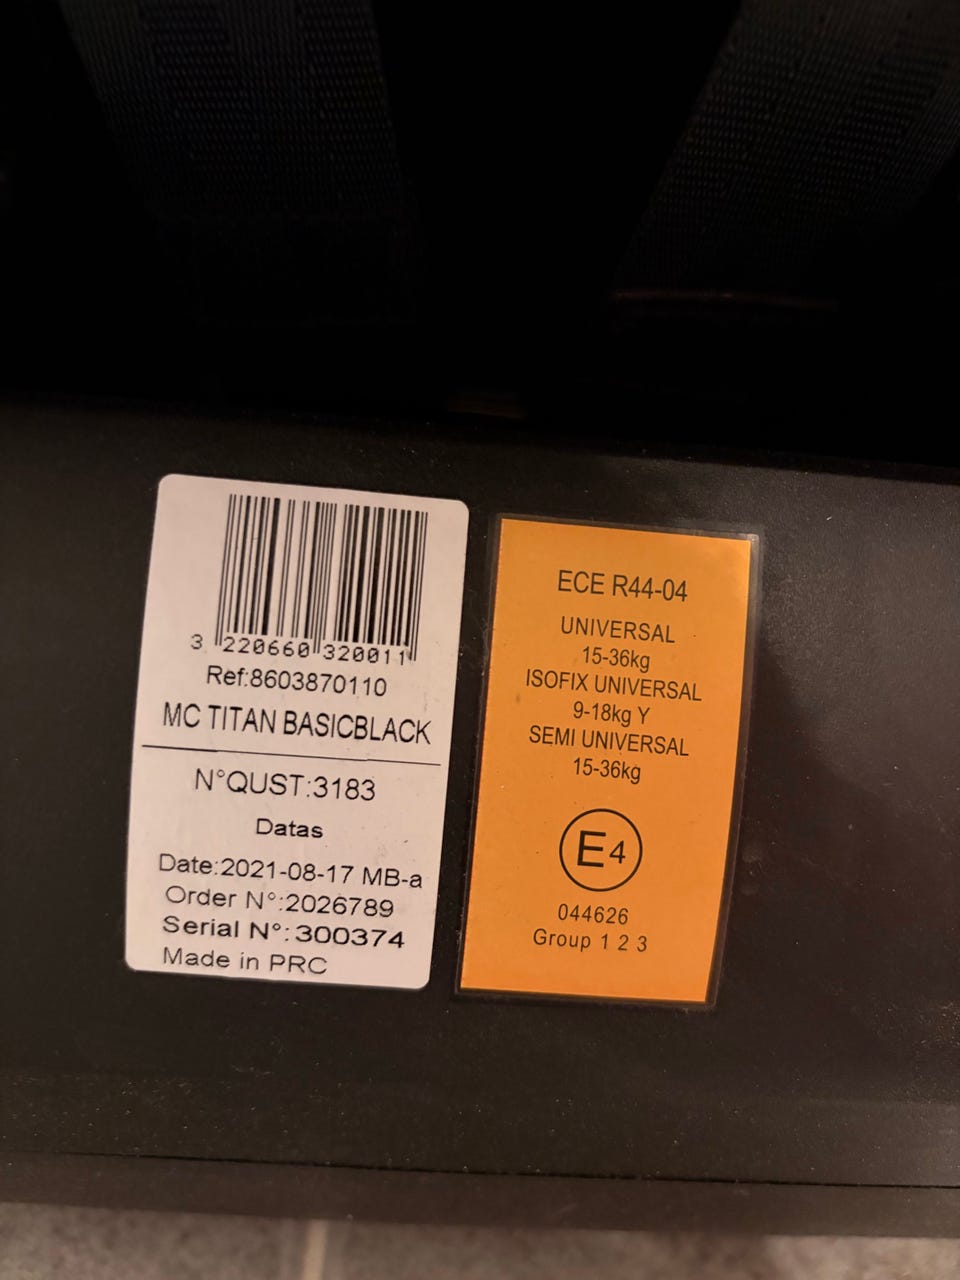 3 220660 320011
Ref:8603870110
MC TITAN BASICBLACK
N°QUST:3183
Datas
Date:2021-08-17 MB-a
Order N°:2026789
Serial N°:300374
Made in PRC
ECE R44-04
UNIVERSAL
15-36kg
ISOFIX UNIVERSAL
9-18kg Y
SEMI UNIVERSAL
15-36kg
E4
044626
Group 1 2 3